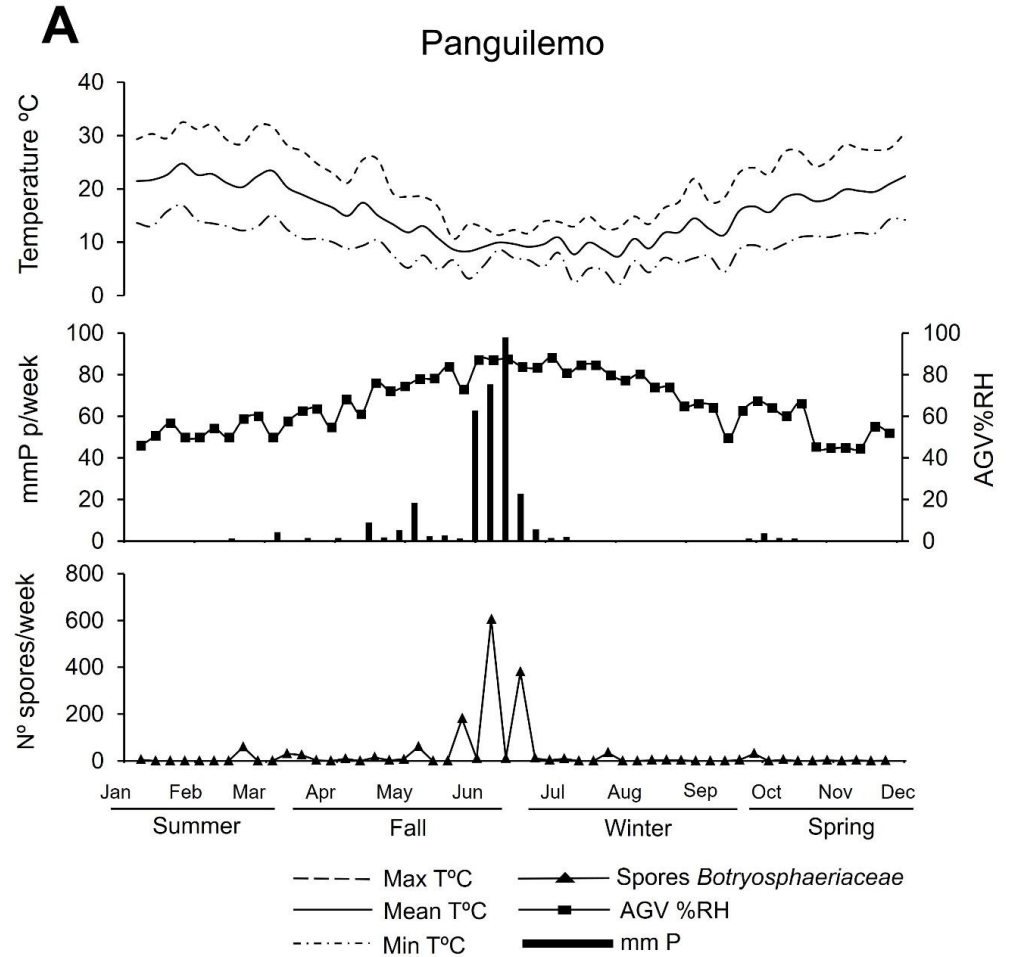 A
Panguilemo
Temperature ºC
40
30
20
10
0
mmP p/week
100
80
60
40
20
0
100
80
60
40
20
0
AGV%RH
Nº spores/week
800
600
400
200
0
Jan Feb Mar Apr May Jun Jul Aug Sep Oct Nov Dec
Summer Fall Winter Spring
Max TºC
Mean TºC
Min TºC
Spores Botryosphaeriaceae
AGV %RH
mm P